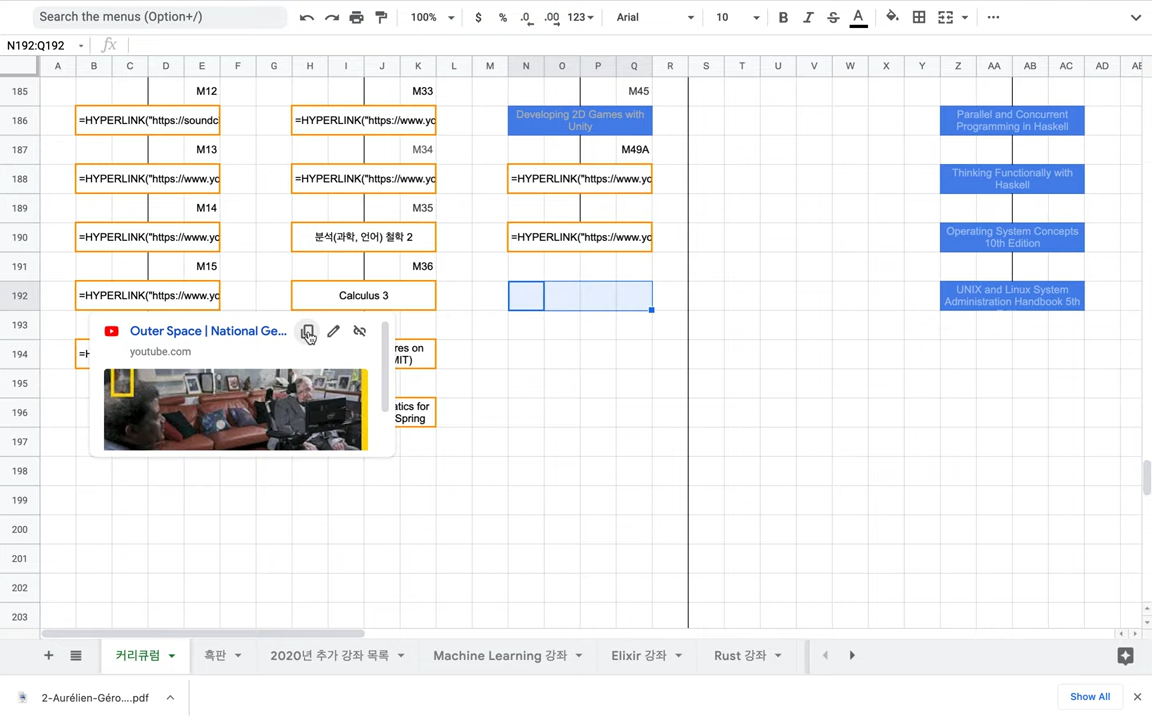 Search the menus (Option+/)
100%
$ % .0 .00 123
Arial
10
B I S A
N192:Q192
fx
A B C D E F G H I J K L M N O P Q R S T U V W X Y Z AA AB AC AD AE
185 M12 M33 M45
186 =HYPERLINK("https://soundc =HYPERLINK("https://www.yo
Developing 2D Games with
Unity
Parallel and Concurrent
Programming in Haskell
187 M13 M34 M49A
188 =HYPERLINK("https://www.yo =HYPERLINK("https://www.yo =HYPERLINK("https://www.yo
Thinking Functionally with
Haskell
189 M14 M35
190 =HYPERLINK("https://www.yo 분석(과학, 언어) 철학 2 =HYPERLINK("https://www.yo
Operating System Concepts
10th Edition
191 M15 M36
192 =HYPERLINK("https://www.yo Calculus 3
UNIX and Linux System
Administration Handbook 5th
193
Outer Space | National Ge...
youtube.com
194 =H
res on
MIT)
195
196
atics for
Spring
197
198
199
200
201
202
203
커리큘럼 흑판 2020년 추가 강좌 목록 Machine Learning 강좌 Elixir 강좌 Rust 강좌
2-Aurélien-Géro....pdf
Show All